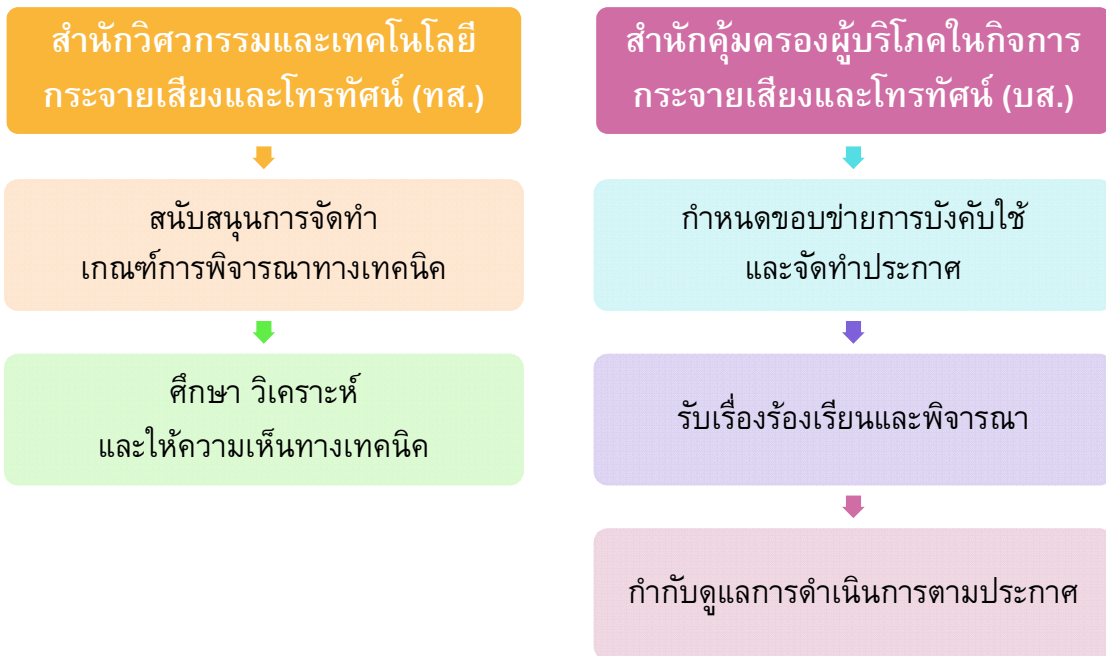 สำนักวิศวกรรมและเทคโนโลยี
กระจายเสียงและโทรทัศน์ (ทส.)
สนับสนุนการจัดทำ
เกณฑ์การพิจารณาทางเทคนิค
ศึกษา วิเคราะห์
และให้ความเห็นทางเทคนิค
สำนักคุ้มครองผู้บริโภคในกิจการ
กระจายเสียงและโทรทัศน์ (บส.)
กำหนดขอบข่ายการบังคับใช้
และจัดทำประกาศ
รับเรื่องร้องเรียนและพิจารณา
กำกับดูแลการดำเนินการตามประกาศ